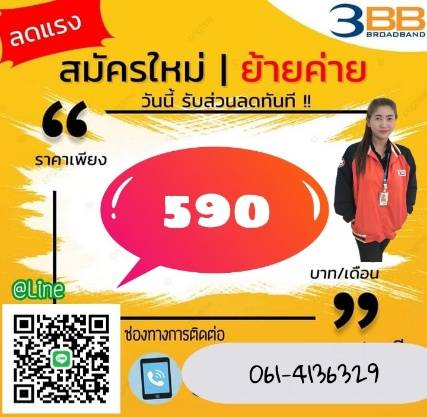 ลดแรง
3BB
BROADBAND
สมัครใหม่ | ย้ายค่าย
วันนี้ รับส่วนลดทันที !!
ราคาเพียง
590
บาท/เดือน
@Line
ช่องทางการติดต่อ
061-4136329